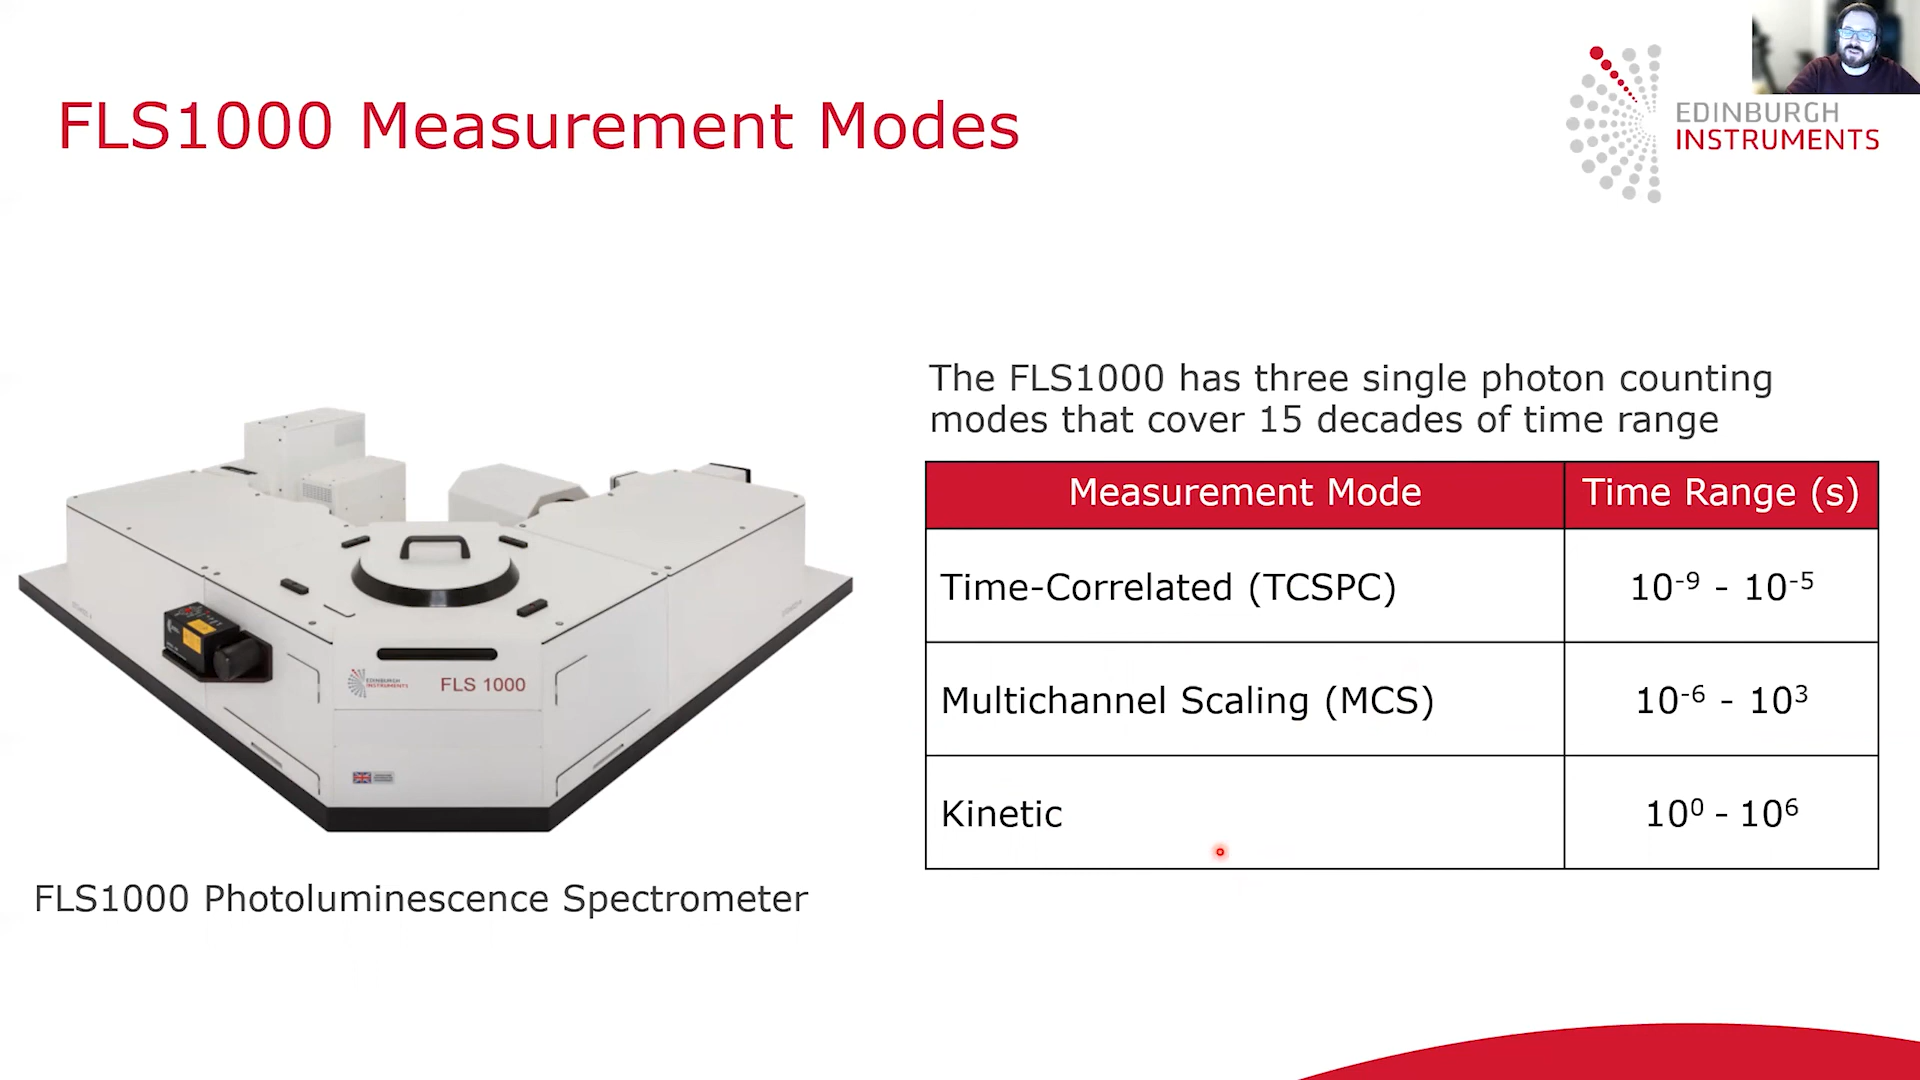 FLS1000 Measurement Modes
EDINBURGH
INSTRUMENTS
The FLS1000 has three single photon counting
modes that cover 15 decades of time range
Measurement Mode Time Range (s)
Time-Correlated (TCSPC) 10⁻⁹ - 10⁻⁵
Multichannel Scaling (MCS) 10⁻⁶ - 10³
Kinetic 10⁰ - 10⁶
EDINBURGH
INSTRUMENTS
FLS 1000
FLS1000 Photoluminescence Spectrometer